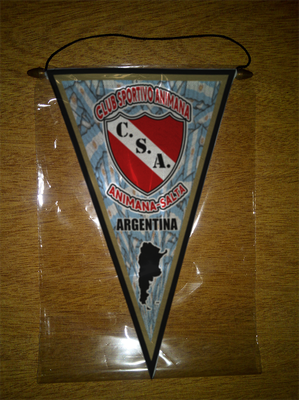 CLUB SPORTIVO ANIMANA
C. S. A.
ANIMANA-SALTA
ARGENTINA